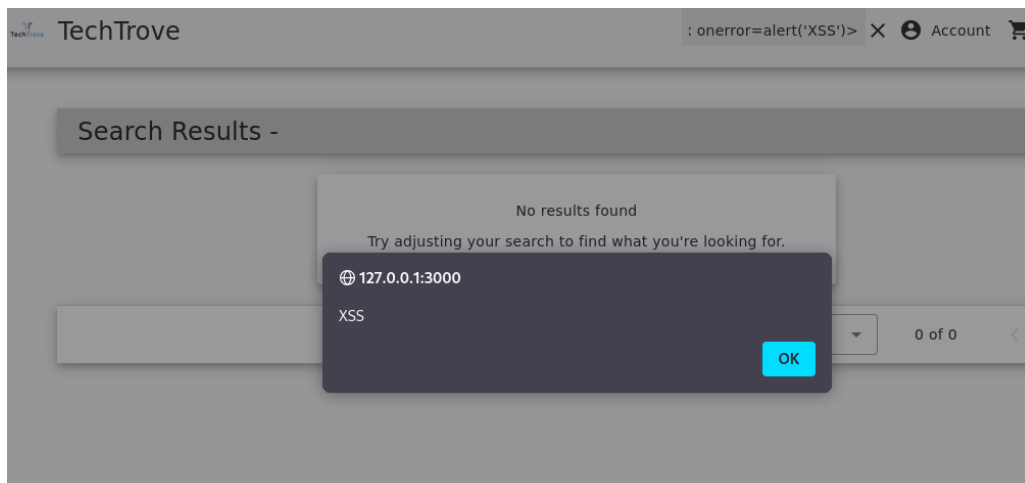 TechTrove TechTrove : onerror=alert('XSS')> Account
Search Results -
No results found
Try adjusting your search to find what you're looking for.
127.0.0.1:3000
XSS
0 of 0
OK